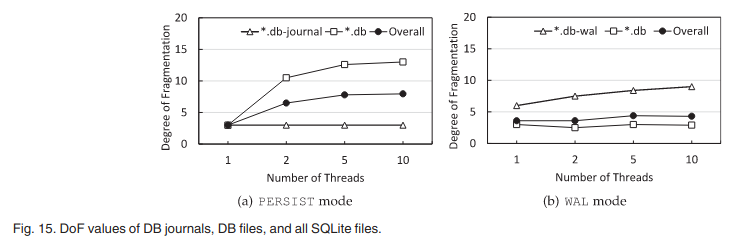 20
15
10
5
0
Degree of Fragmentation
*.db-journal *.db Overall
1 2 5 10
Number of Threads
(a) PERSIST mode
20
15
10
5
0
Degree of Fragmentation
*.db-wal *.db Overall
1 2 5 10
Number of Threads
(b) WAL mode
Fig. 15. DoF values of DB journals, DB files, and all SQLite files.